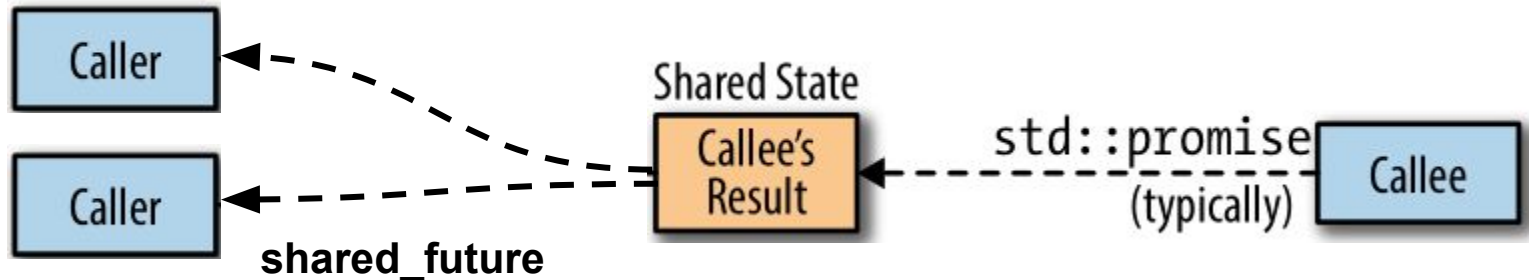 Caller
Caller
shared_future
Shared State
Callee's
Result
std::promise
(typically)
Callee